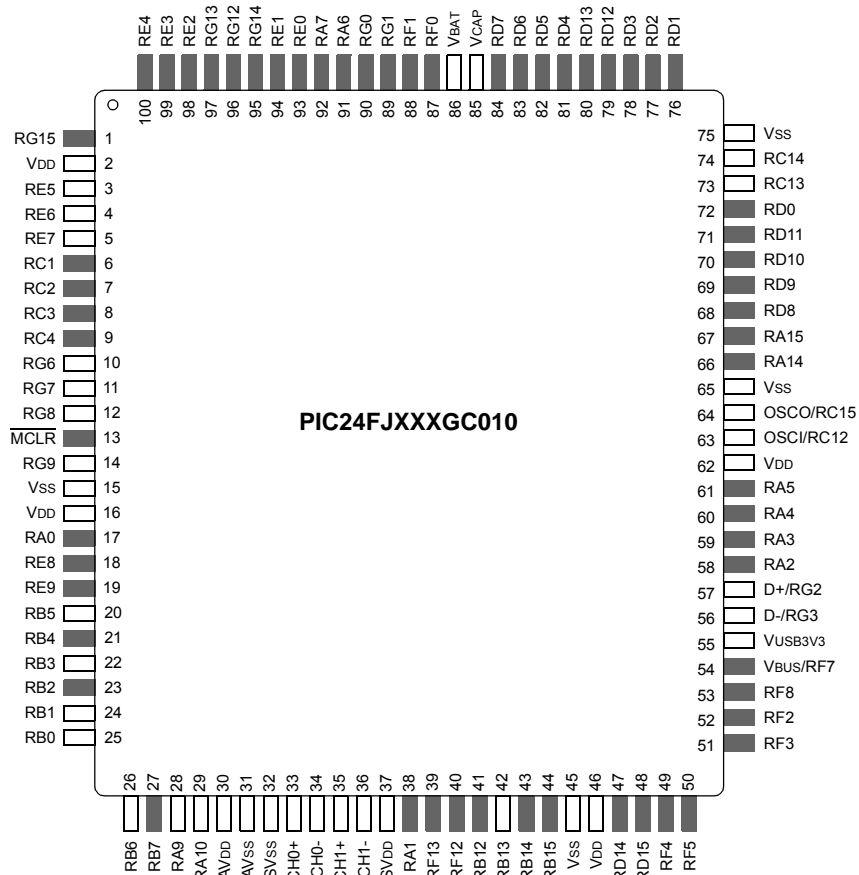 RE4 RE3 RE2 RG13 RG12 RG14 RE1 RE0 RA7 RA6 RG0 RG1 RF1 RF0 VBAT VCAP RD7 RD6 RD5 RD4 RD13 RD12 RD3 RD2 RD1
100 99 98 97 96 95 94 93 92 91 90 89 88 87 86 85 84 83 82 81 80 79 78 77 76
RG15 1
VDD 2
RE5 3
RE6 4
RE7 5
RC1 6
RC2 7
RC3 8
RC4 9
RG6 10
RG7 11
RG8 12
MCLR 13
RG9 14
VSS 15
VDD 16
RA0 17
RE8 18
RE9 19
RB5 20
RB4 21
RB3 22
RB2 23
RB1 24
RB0 25
PIC24FJXXXGC010
75 VSS
74 RC14
73 RC13
72 RD0
71 RD11
70 RD10
69 RD9
68 RD8
67 RA15
66 RA14
65 VSS
64 OSCO/RC15
63 OSCI/RC12
62 VDD
61 RA5
60 RA4
59 RA3
58 RA2
57 D+/RG2
56 D-/RG3
55 VUSB3V3
54 VBUS/RF7
53 RF8
52 RF2
51 RF3
26 27 28 29 30 31 32 33 34 35 36 37 38 39 40 41 42 43 44 45 46 47 48 49 50
RB6 RB7 RA9 RA10 AVDD AVSS SVSS CH0+ CH0- CH1+ CH1- SVDD RA1 RF13 RF12 RB12 RB13 RB14 RB15 VSS VDD RD14 RD15 RF4 RF5